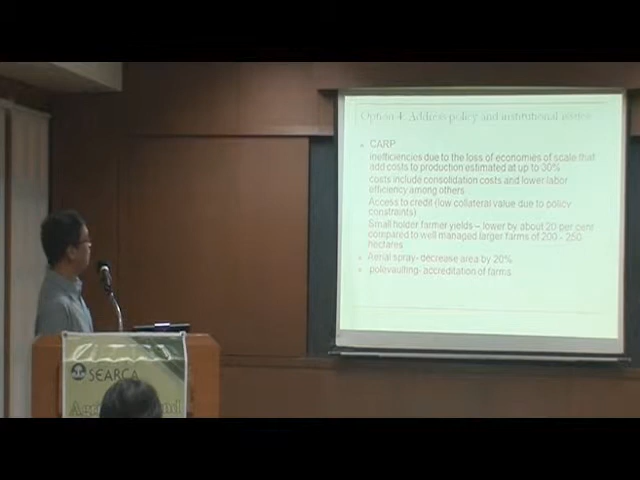 Option 4: Address policy and institutional issues
CARP
inefficiencies due to the loss of economies of scale that
add costs to production estimated at up to 30%
costs include consolidation costs and lower labor
efficiency among others
Access to credit (low collateral value due to policy
constraints)
Small holder farmer yields – lower by about 20 per cent
compared to well managed larger farms of 200 - 250
hectares
Aerial spray- decrease area by 20%
polevaulting- accreditation of farms
SEARCA